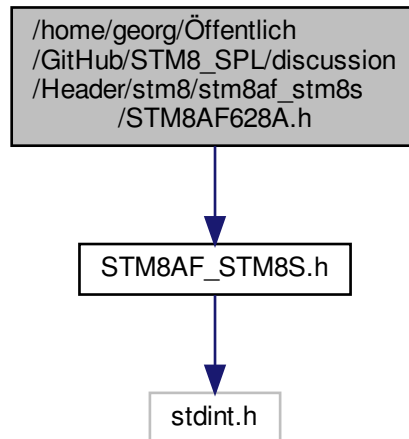 /home/georg/Öffentlich
/GitHub/STM8_SPL/discussion
/Header/stm8/stm8af_stm8s
/STM8AF628A.h
STM8AF_STM8S.h
stdint.h